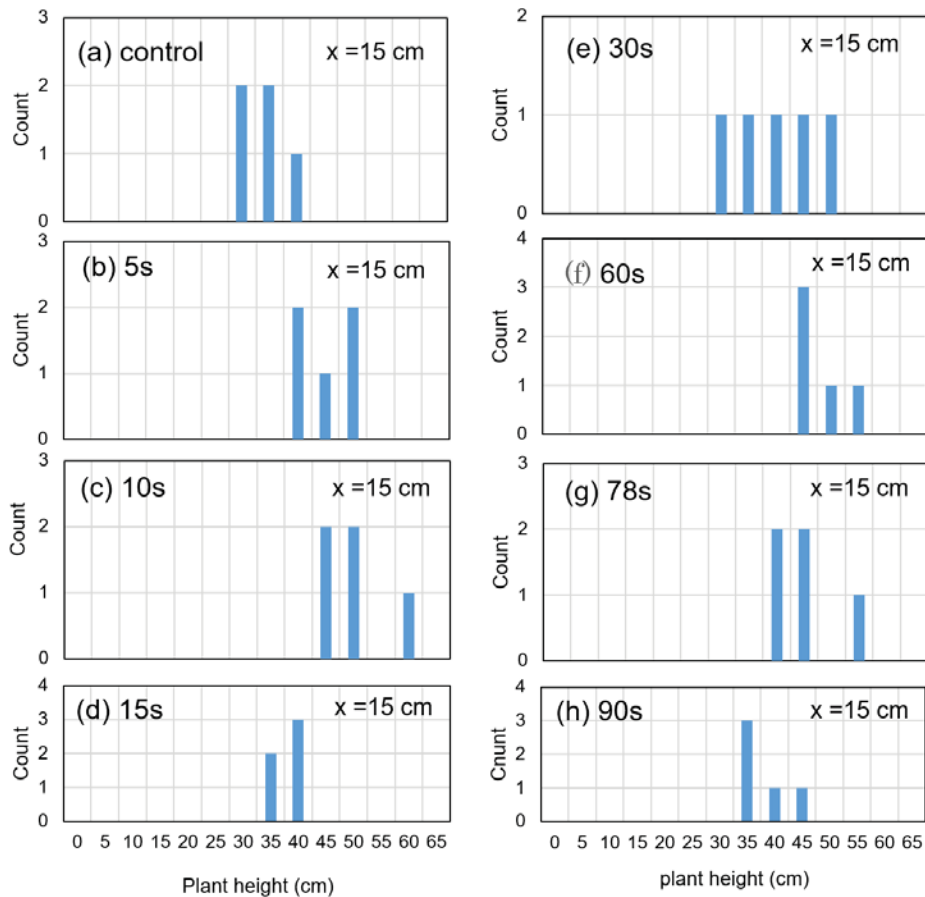 3
(a) control
x =15 cm
2
Count
1
0
3
(b) 5s
x =15 cm
2
Count
1
0
3
(c) 10s
x =15 cm
2
Count
1
0
4
(d) 15s
x =15 cm
3
Count
2
1
0
0 5 10 15 20 25 30 35 40 45 50 55 60 65
Plant height (cm)
2
(e) 30s
x =15 cm
Count
1
0
4
(f) 60s
x =15 cm
3
Count
2
1
0
3
(g) 78s
x =15 cm
2
Count
1
0
4
(h) 90s
x =15 cm
3
Cnunt
2
1
0
0 5 10 15 20 25 30 35 40 45 50 55 60 65
plant height (cm)